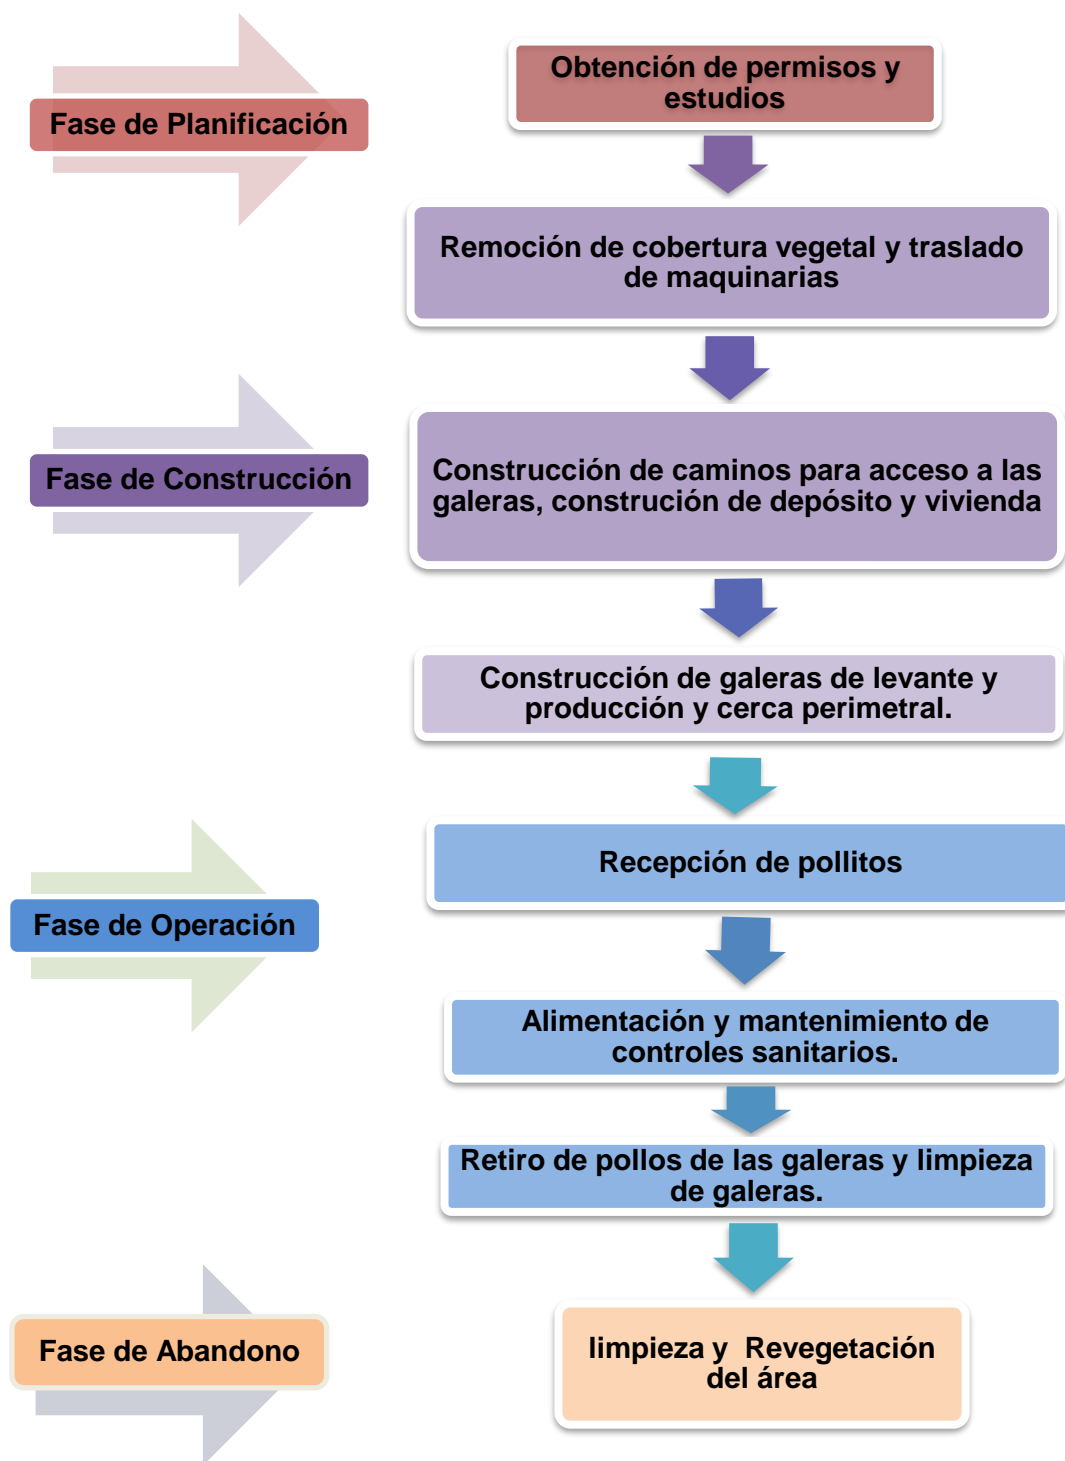 Fase de Planificación
Obtención de permisos y
estudios
Remoción de cobertura vegetal y traslado
de maquinarias
Fase de Construcción
Construcción de caminos para acceso a las
galeras, construción de depósito y vivienda
Construcción de galeras de levante y
producción y cerca perimetral.
Fase de Operación
Recepción de pollitos
Alimentación y mantenimiento de
controles sanitarios.
Retiro de pollos de las galeras y limpieza
de galeras.
Fase de Abandono
limpieza y  Revegetación
del área